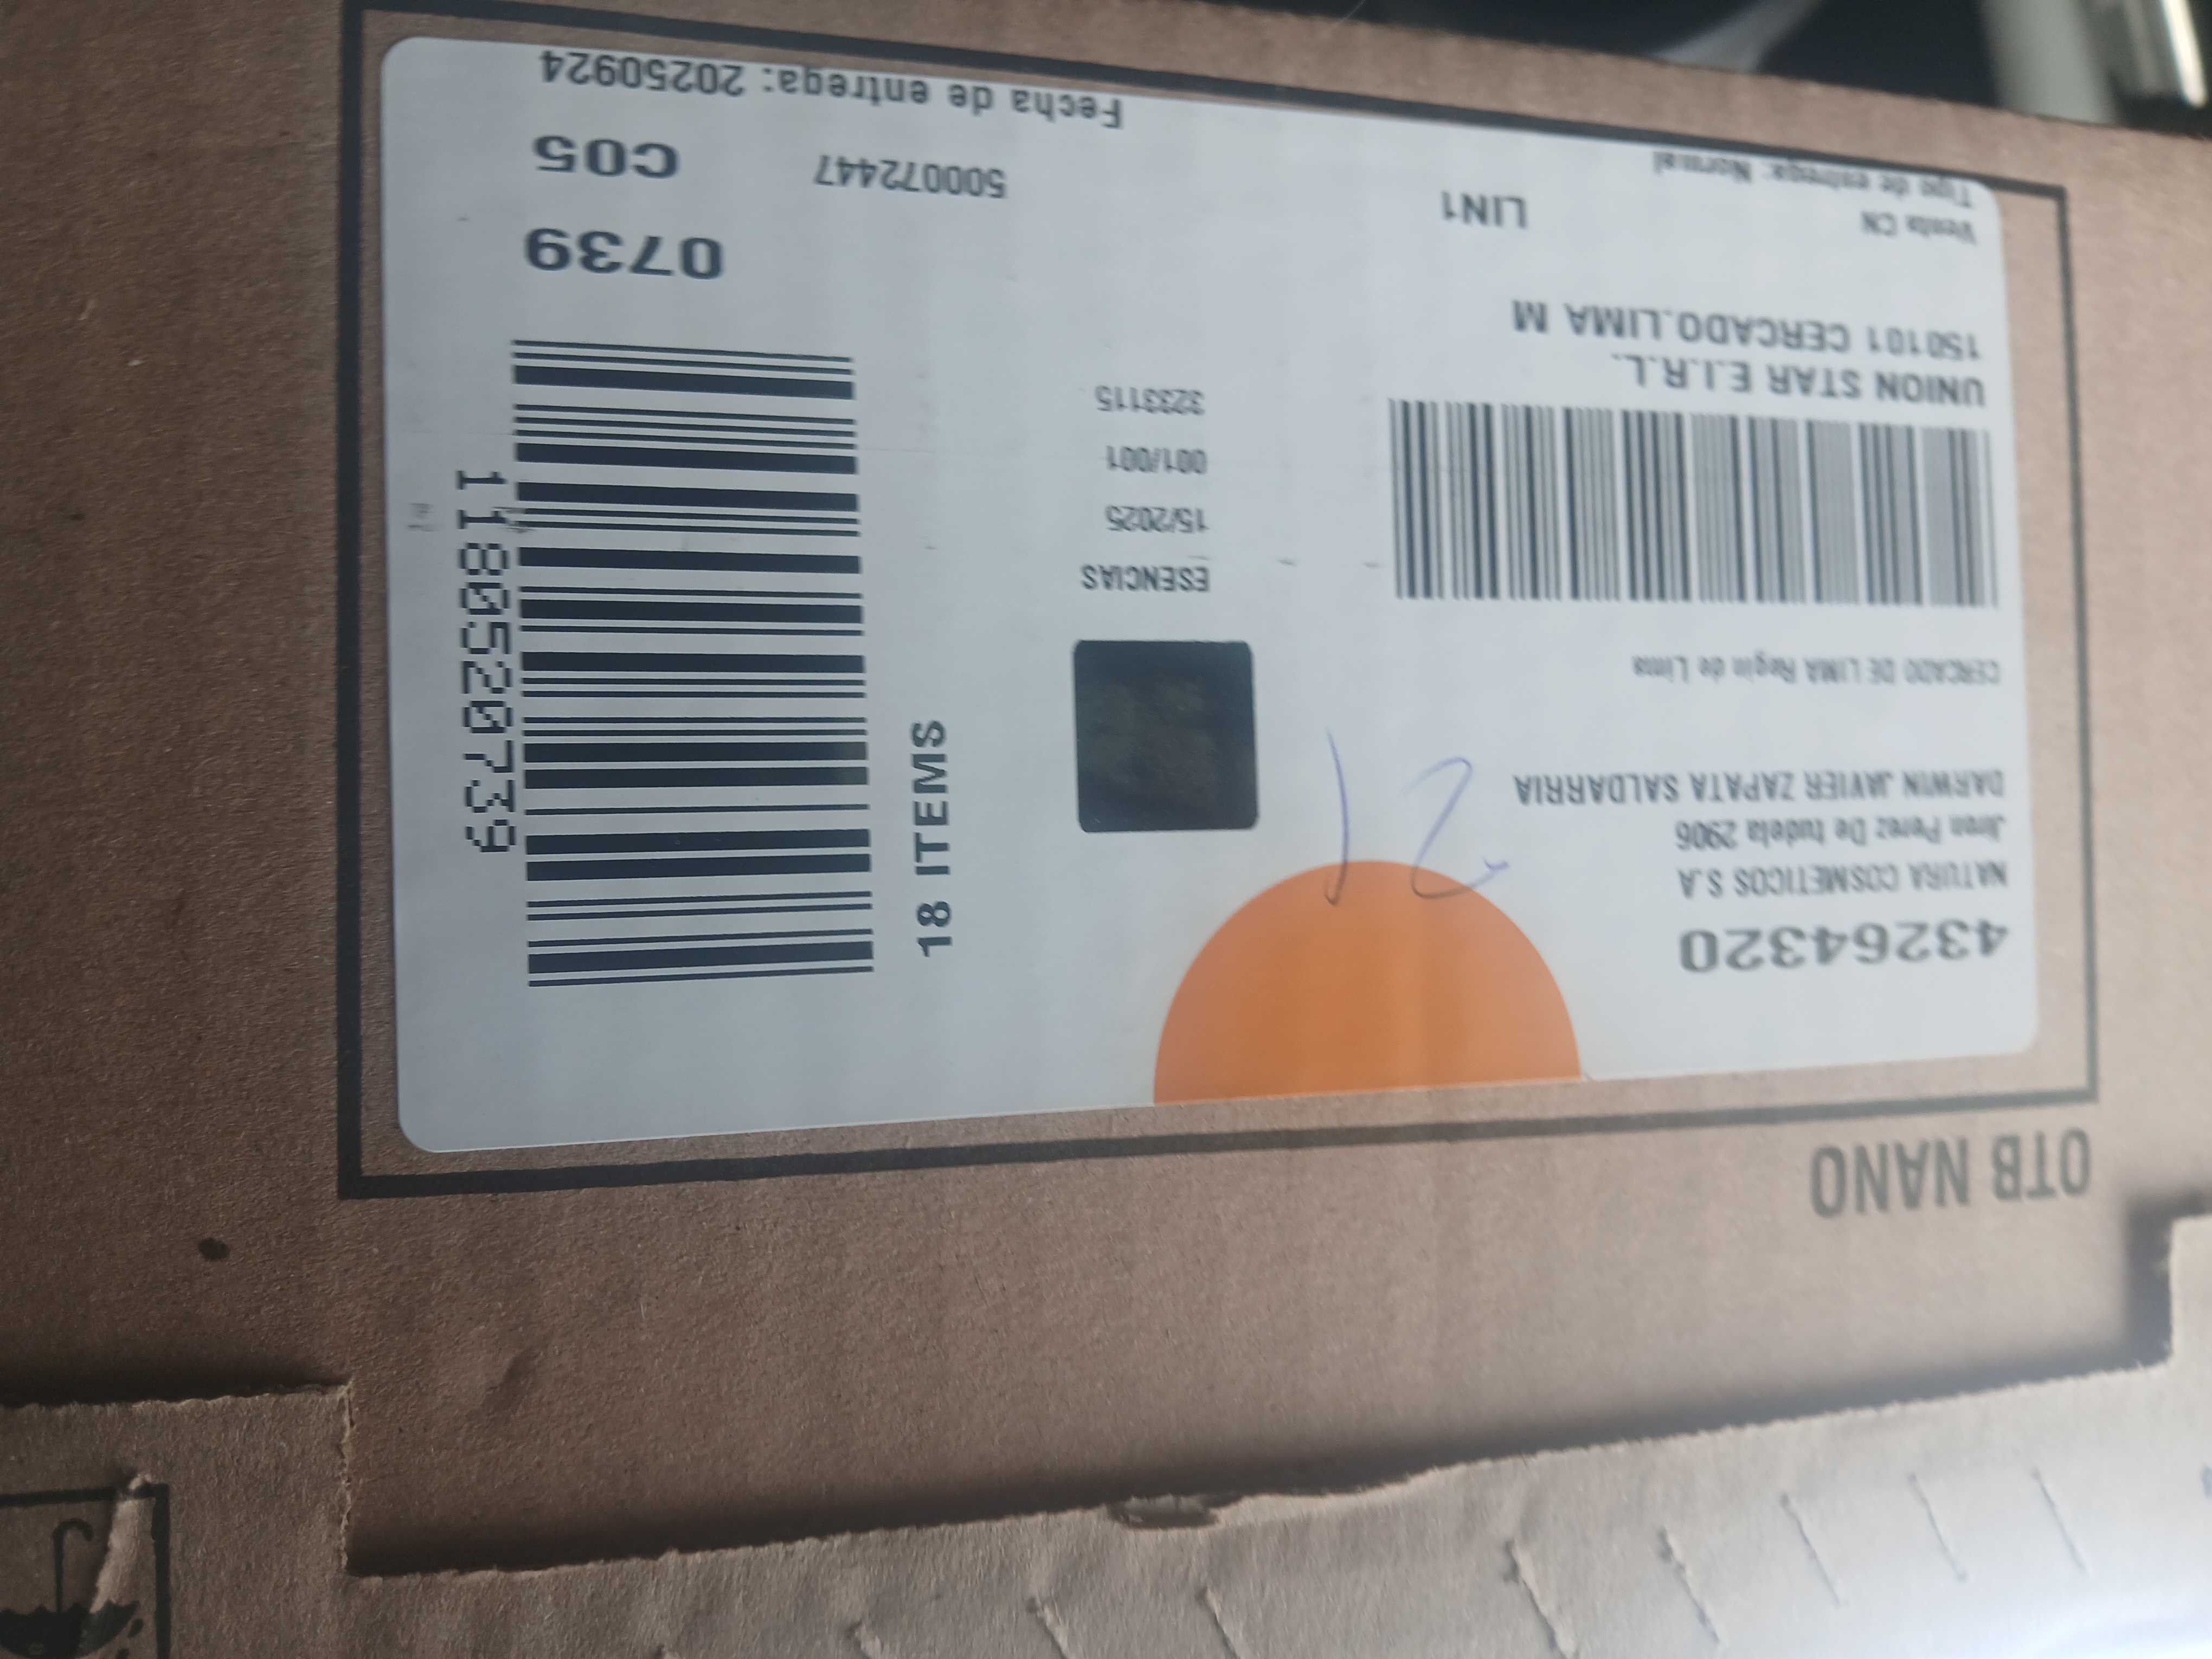 OTB NANO
43264320
NATURA COSMETICOS S.A
Jiron Perez De tudela 2906
DARWIN JAVIER ZAPATA SALDARRIA
CERCADO DE LIMA Regin de Lima
UNION STAR E.I.R.L.
150101 CERCADO.LIMA M
Venta CN
Tipo de entrega: Normal
LIN1
12
ESENCIAS
15/2025
001/001
3233115
18 ITEMS
1180520739
0739
500072447
C05
Fecha de entrega: 20250924